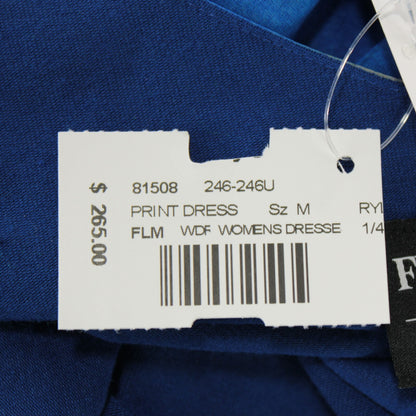 81508 246-246U
PRINT DRESS Sz M RYL
FLM WDF WOMENS DRESSE 1/4
$ 265.00
F